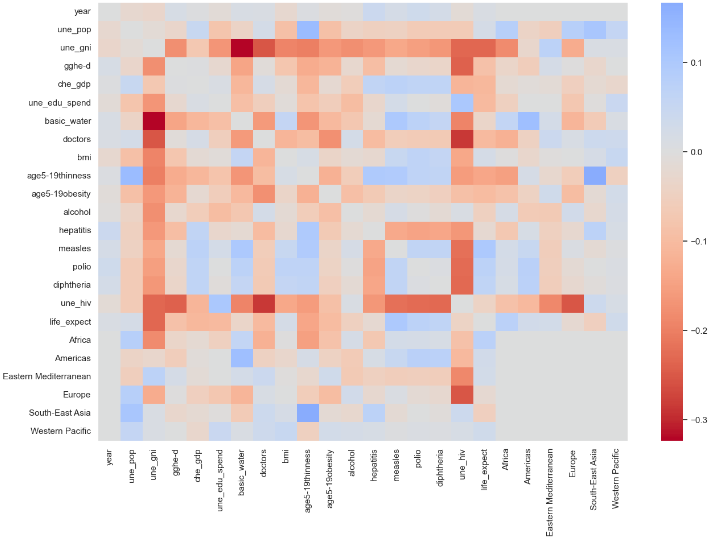 year
une_pop
une_gni
gghe-d
che_gdp
une_edu_spend
basic_water
doctors
bmi
age5-19thinness
age5-19obesity
alcohol
hepatitis
measles
polio
diphtheria
une_hiv
life_expect
Africa
Americas
Eastern Mediterranean
Europe
South-East Asia
Western Pacific
year
une_pop
une_gni
gghe-d
che_gdp
une_edu_spend
basic_water
doctors
bmi
age5-19thinness
age5-19obesity
alcohol
hepatitis
measles
polio
diphtheria
une_hiv
life_expect
Africa
Americas
Eastern Mediterranean
Europe
South-East Asia
Western Pacific
0.1
0.0
−0.1
−0.2
−0.3